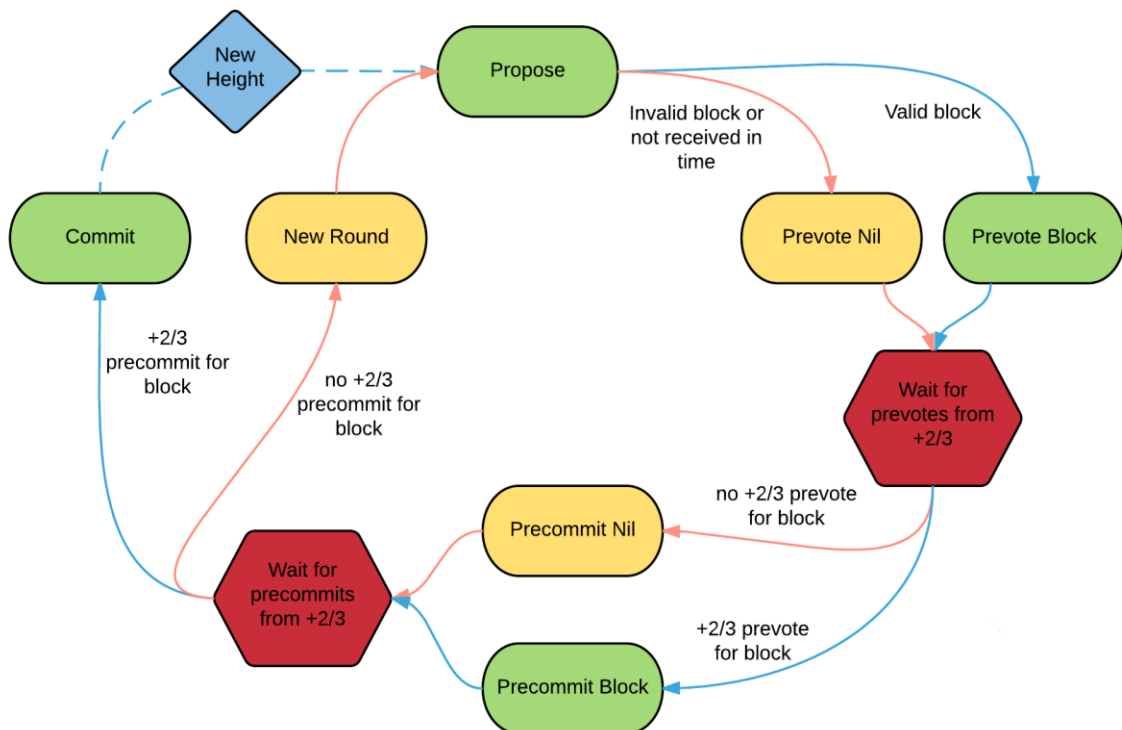 New
Height
Propose
Invalid block or
not received in
time
Valid block
Commit
New Round
Prevote Nil
Prevote Block
+2/3
precommit for
block
no +2/3
precommit for
block
Wait for
prevotes from
+2/3
no +2/3 prevote
for block
Precommit Nil
Wait for
precommits
from +2/3
+2/3 prevote
for block
Precommit Block